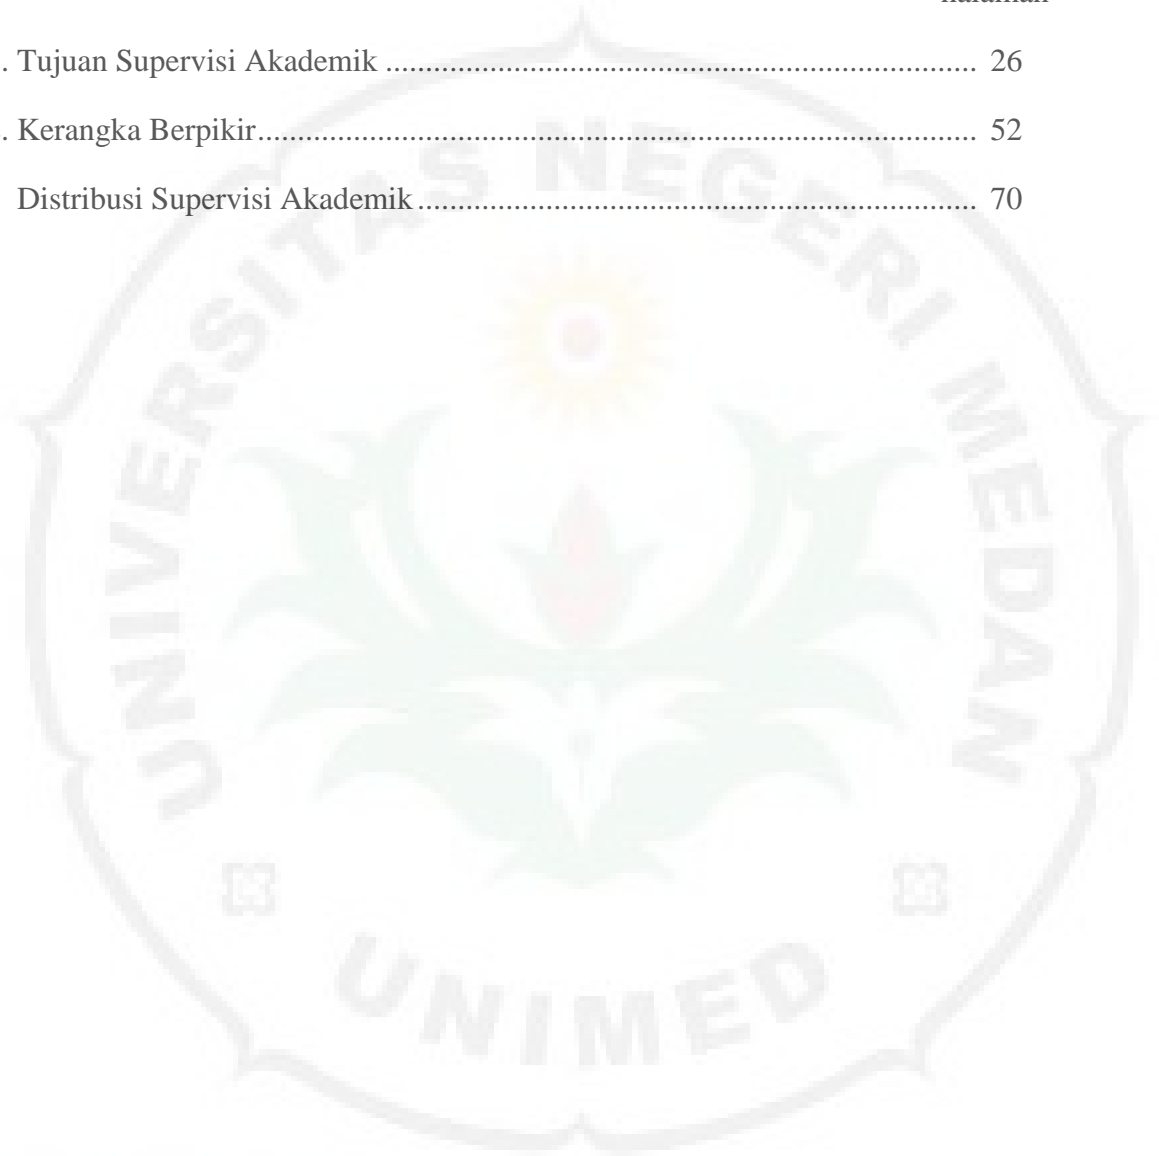 halaman
. Tujuan Supervisi Akademik ........................................................................... 26
. Kerangka Berpikir........................................................................................... 52
Distribusi Supervisi Akademik ....................................................................... 70
UNIVERSITAS NEGERI MEDAN
UNIMED